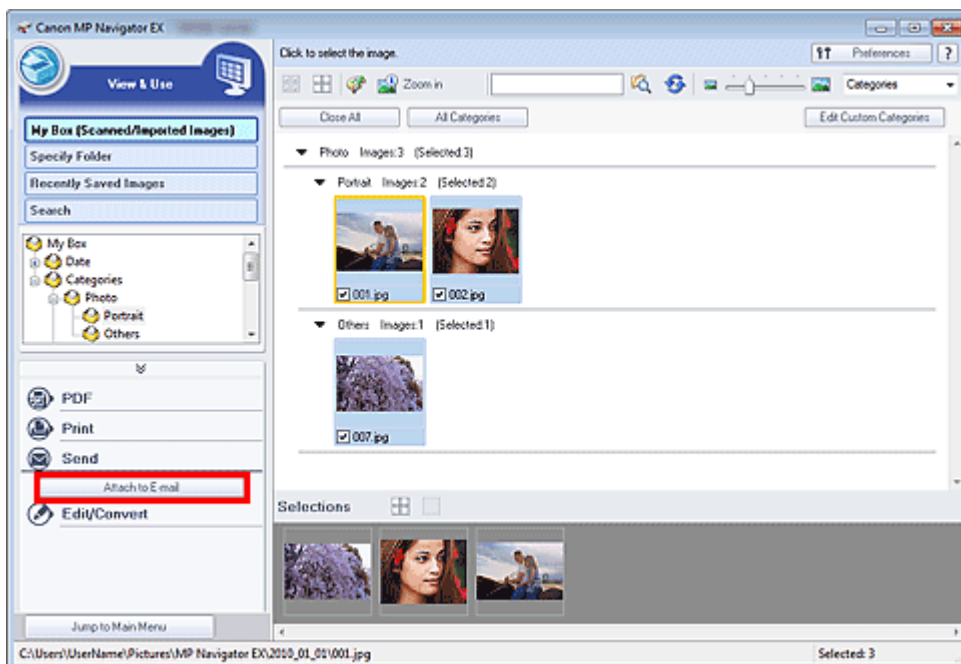 Canon MP Navigator EX
View & Use
My Box (Scanned/Imported Images)
Specify Folder
Recently Saved Images
Search
My Box
Date
Categories
Photo
Portrait
Others
PDF
Print
Send
Attach to E-mail
Edit/Convert
Jump to Main Menu
Click to select the image.
Preferences
?
Zoom in
Categories
Close All
All Categories
Edit Custom Categories
Photo Images:3 (Selected:3)
Portrait Images:2 (Selected:2)
001.jpg 002.jpg
Others Images:1 (Selected:1)
007.jpg
Selections
C:\Users\UserName\Pictures\MP Navigator EX\2010_01_01\001.jpg
Selected: 3